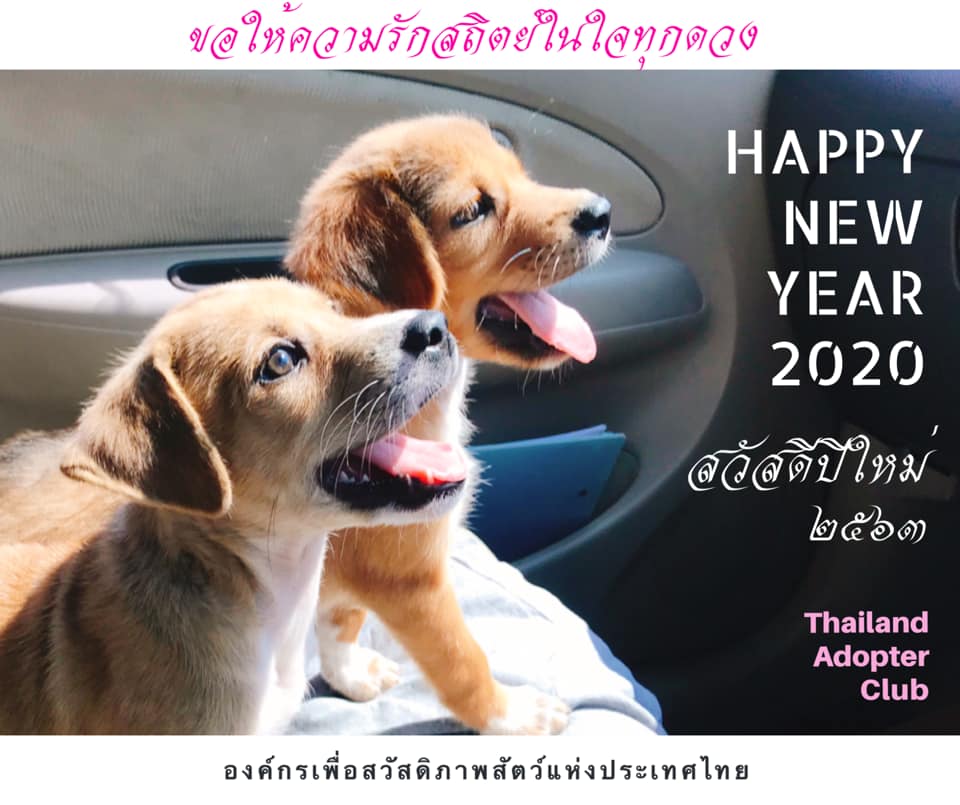 ขอให้ความรักสถิตย์ในใจทุกดวง
HAPPY
NEW
YEAR
2020
สวัสดีปีใหม่
๒๕๖๓
Thailand
Adopter
Club
องค์กรเพื่อสวัสดิภาพสัตว์แห่งประเทศไทย